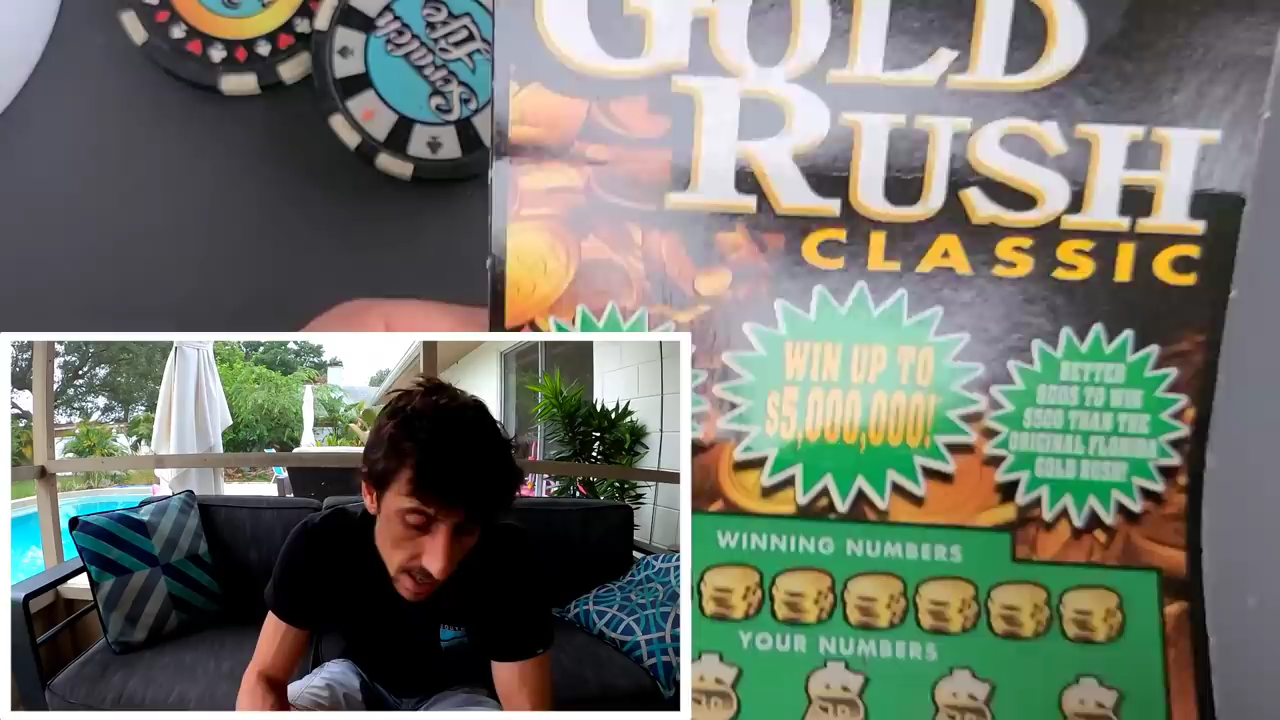 Scratch
Life
GOLD
RUSH
CLASSIC
WIN UP TO
$5,000,000!
BETTER
ODDS TO WIN
$500 THAN THE
ORIGINAL FLORIDA
GOLD RUSH!
WINNING NUMBERS
YOUR NUMBERS